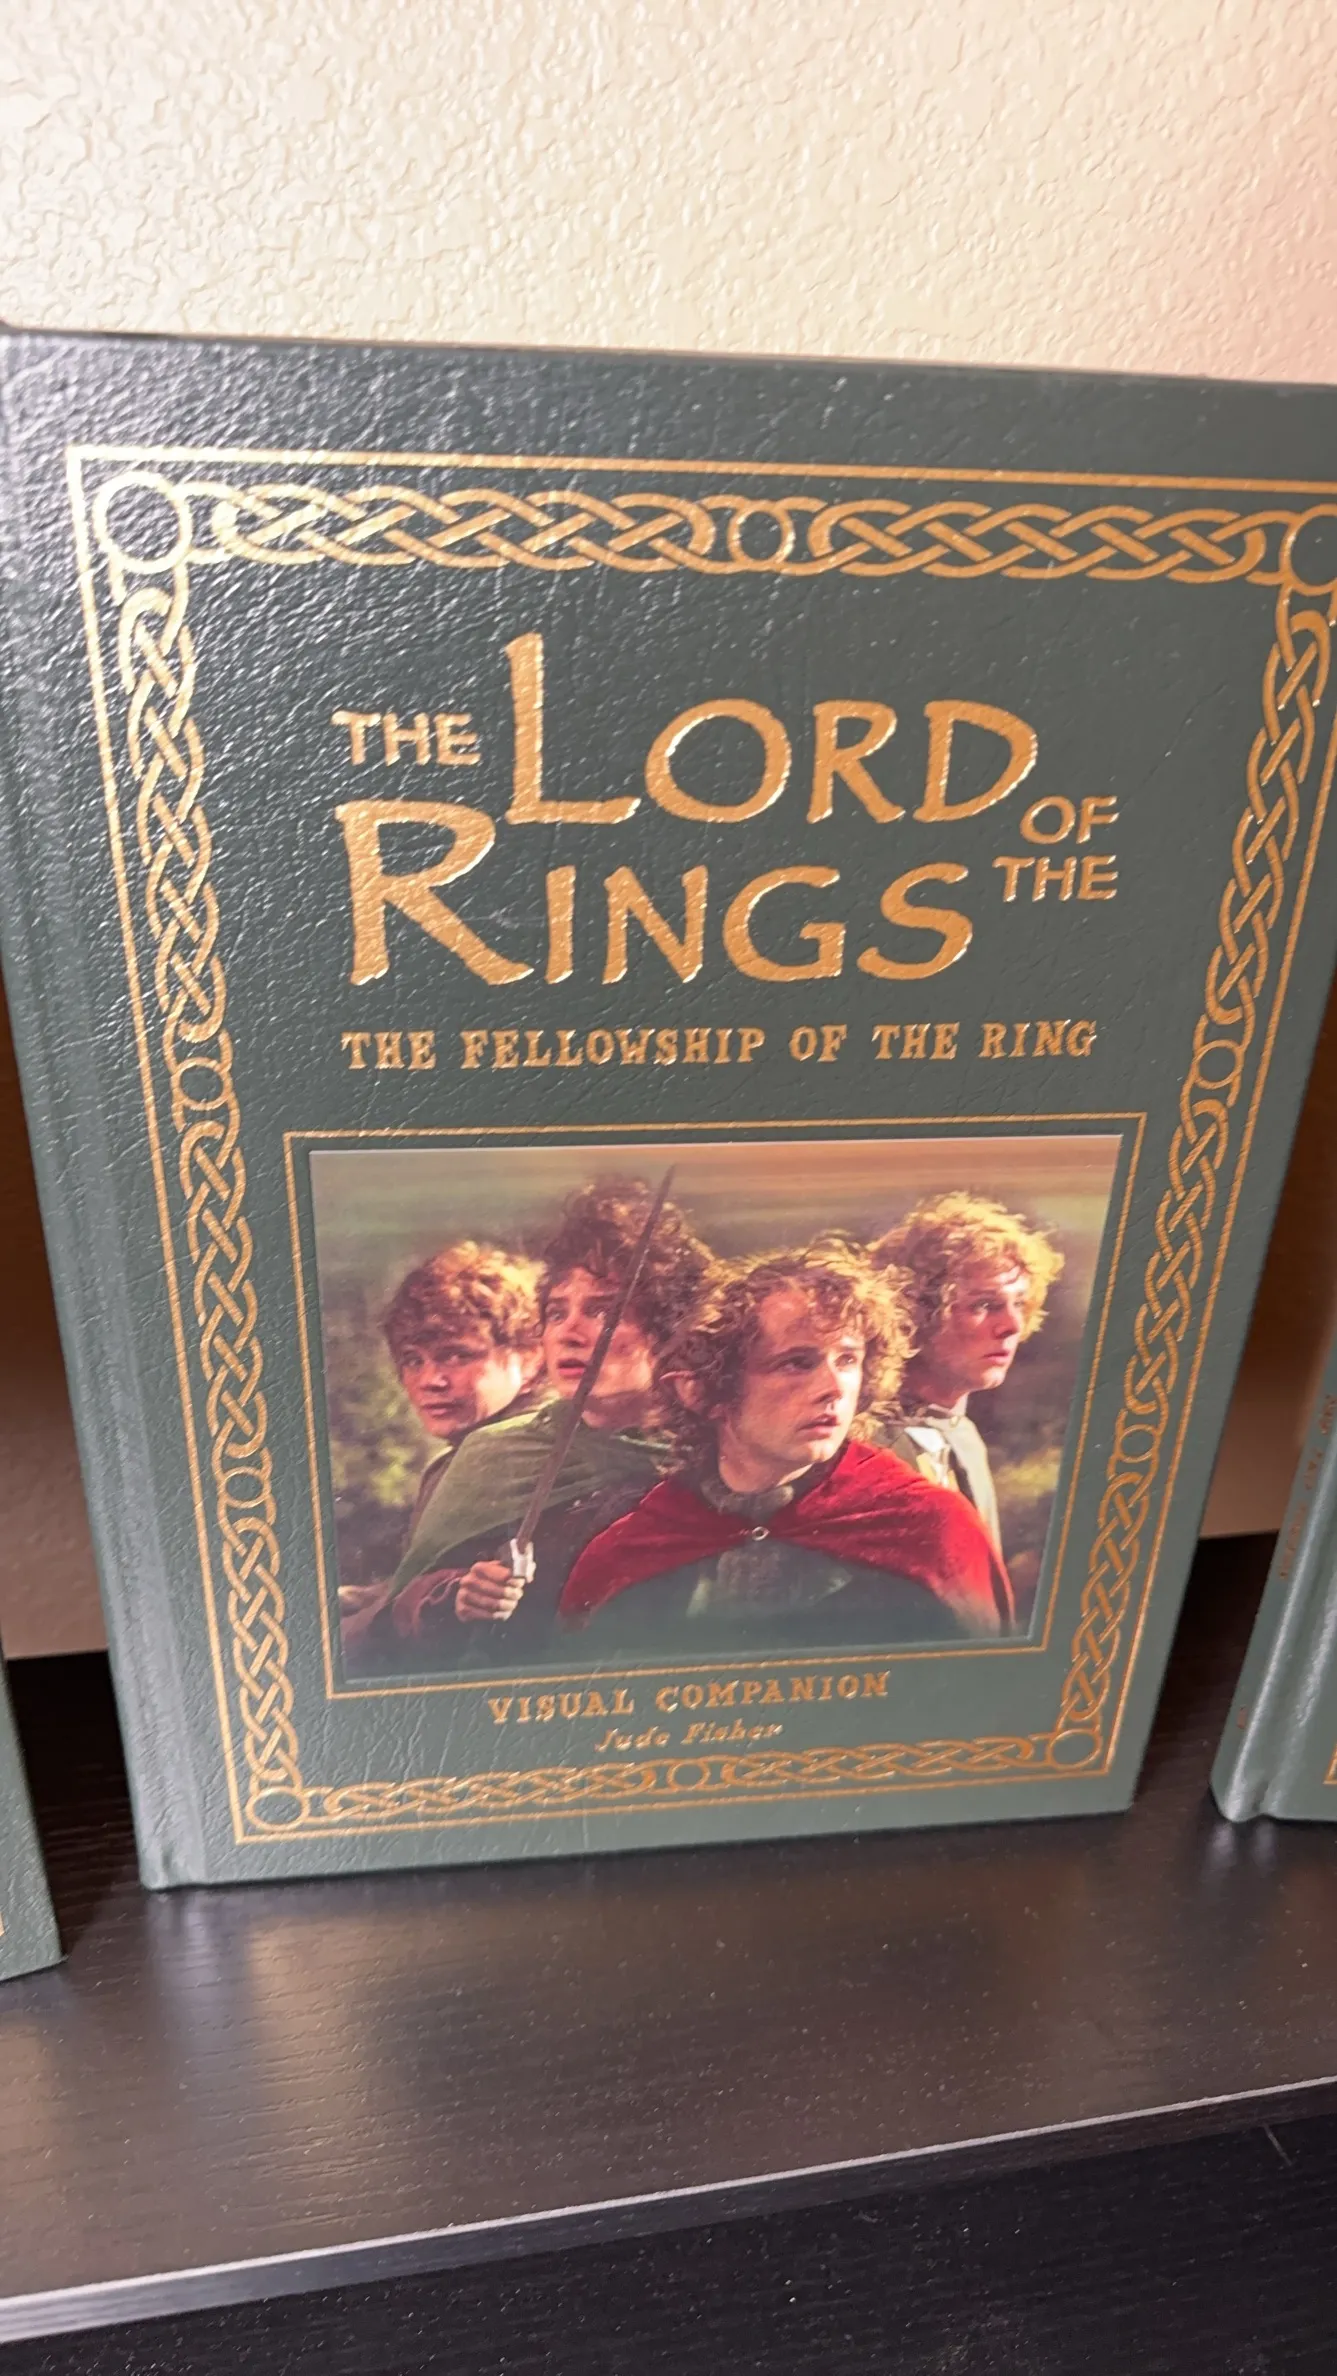 THE LORD OF THE
RINGS
THE FELLOWSHIP OF THE RING
VISUAL COMPANION
Jude Fisher